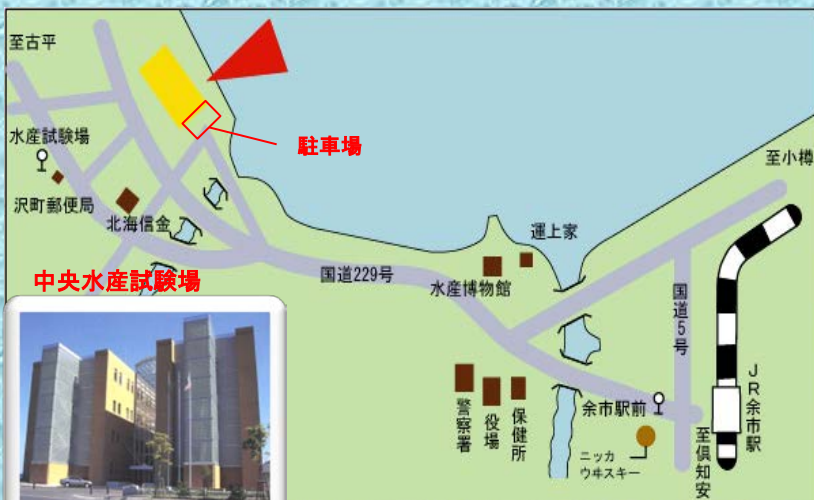 至古平
水産試験場
沢町郵便局
北海信金
駐車場
至小樽
運上家
中央水産試験場
国道229号
水産博物館
国道5号
警察署
役場
保健所
余市駅前
ニッカ
ウヰスキー
JR余市駅
至倶知安